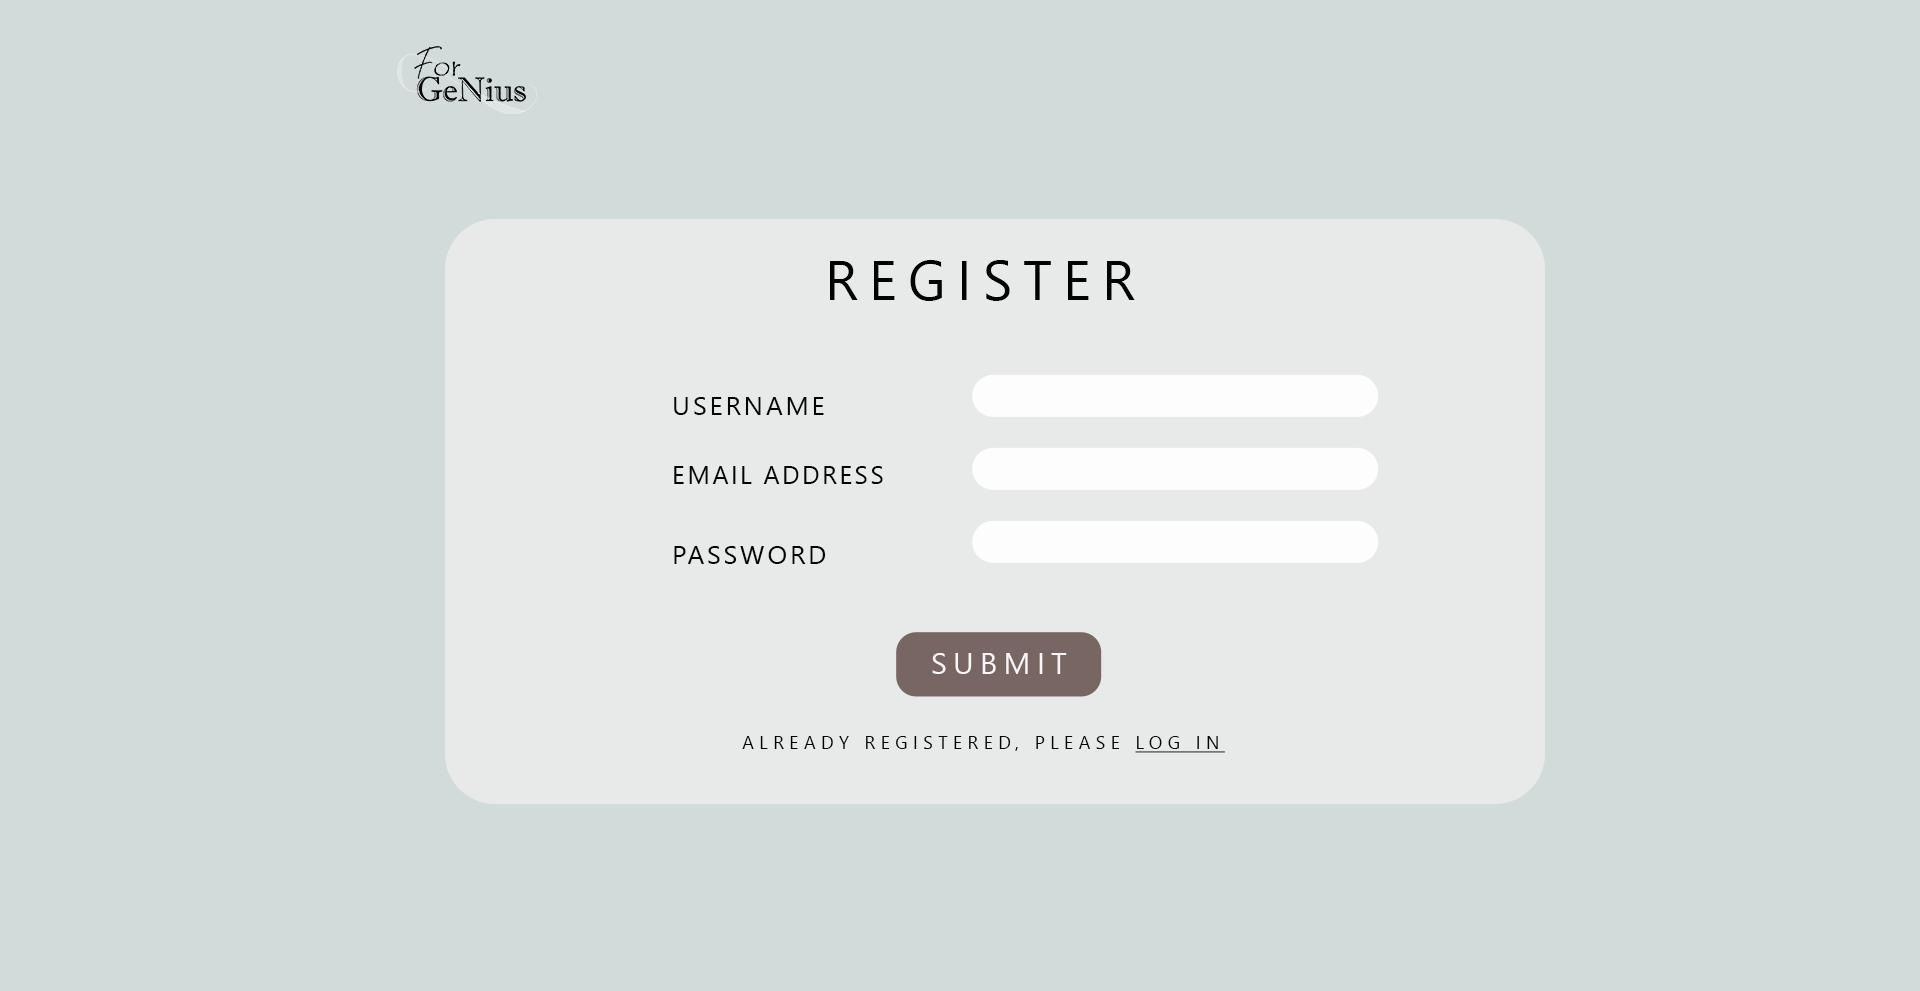 For
GeNius
REGISTER
USERNAME
EMAIL ADDRESS
PASSWORD
SUBMIT
ALREADY REGISTERED, PLEASE LOG IN